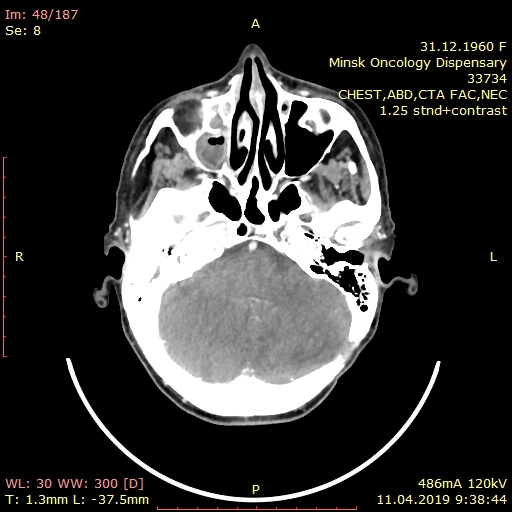 Im: 48/187
Se: 8
A
31.12.1960 F
Minsk Oncology Dispensary
33734
CHEST,ABD,CTA FAC,NEC
1.25 stnd+contrast
R
L
WL: 30 WW: 300 [D]
T: 1.3mm L: -37.5mm
P
486mA 120kV
11.04.2019 9:38:44